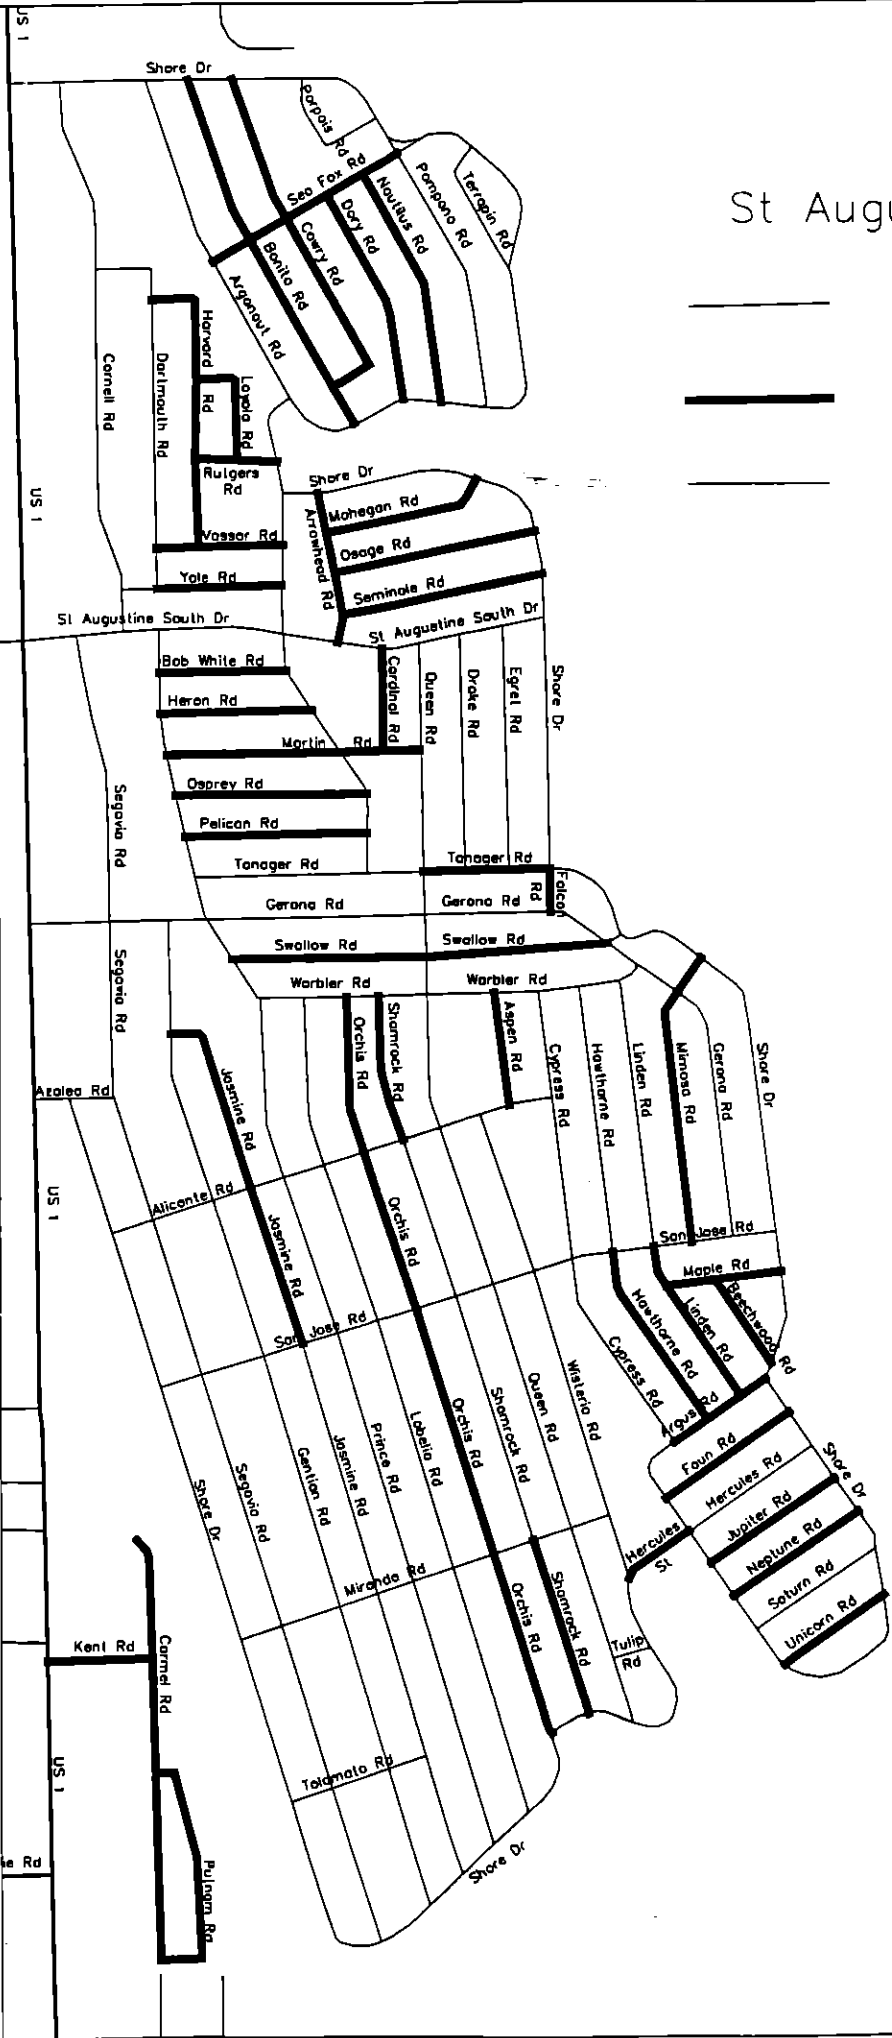 US 1
Shore Dr
Porpois Rd
Sea Fox Rd
Nautilus Rd
Pompano Rd
Terrapin Rd
St Augu
Dory Rd
Cowry Rd
Bonito Rd
Argonaut Rd
Harvard Rd
Loyola Rd
Dartmouth Rd
Cornell Rd
Rutgers
Rd
Shore Dr
Mohegan Rd
US 1
Arrowhead Rd
Vassar Rd
Osage Rd
Yale Rd
Seminole Rd
St Augustine South Dr
St Augustine South Dr
Bob White Rd
Cardinal Rd
Queen Rd
Drake Rd
Egret Rd
Shore Dr
Heron Rd
Martin Rd
Osprey Rd
Segovia Rd
Pelican Rd
Tanager Rd
Tanager Rd
Falcon
Rd
Gerona Rd
Gerona Rd
Swallow Rd
Swallow Rd
Segovia Rd
Warbler Rd
Warbler Rd
Orchis Rd
Shamrock Rd
Aspen Rd
Cypress Rd
Hawthorne Rd
Linden Rd
Mimosa Rd
Gerona Rd
Shore Dr
Azalea Rd
Jasmine Rd
US 1
Alicante Rd
Jasmine Rd
Orchis Rd
San Jose Rd
Maple Rd
San Jose Rd
Hawthorne Rd
Linden Rd
Beechwood Rd
Cypress Rd
Argus Rd
Wisteria Rd
Queen Rd
Shamrock Rd
Orchis Rd
Lobelia Rd
Prince Rd
Jasmine Rd
Gentian Rd
Segovia Rd
Shore Dr
Faun Rd
Hercules Rd
Shore Dr
Jupiter Rd
Hercules
St
Neptune Rd
Miranda Rd
Saturn Rd
Orchis Rd
Shamrock Rd
Unicorn Rd
Tulip
Rd
Kent Rd
Carmel Rd
US 1
Tolomato Rd
ie Rd
Putnam Rd
Shore Dr